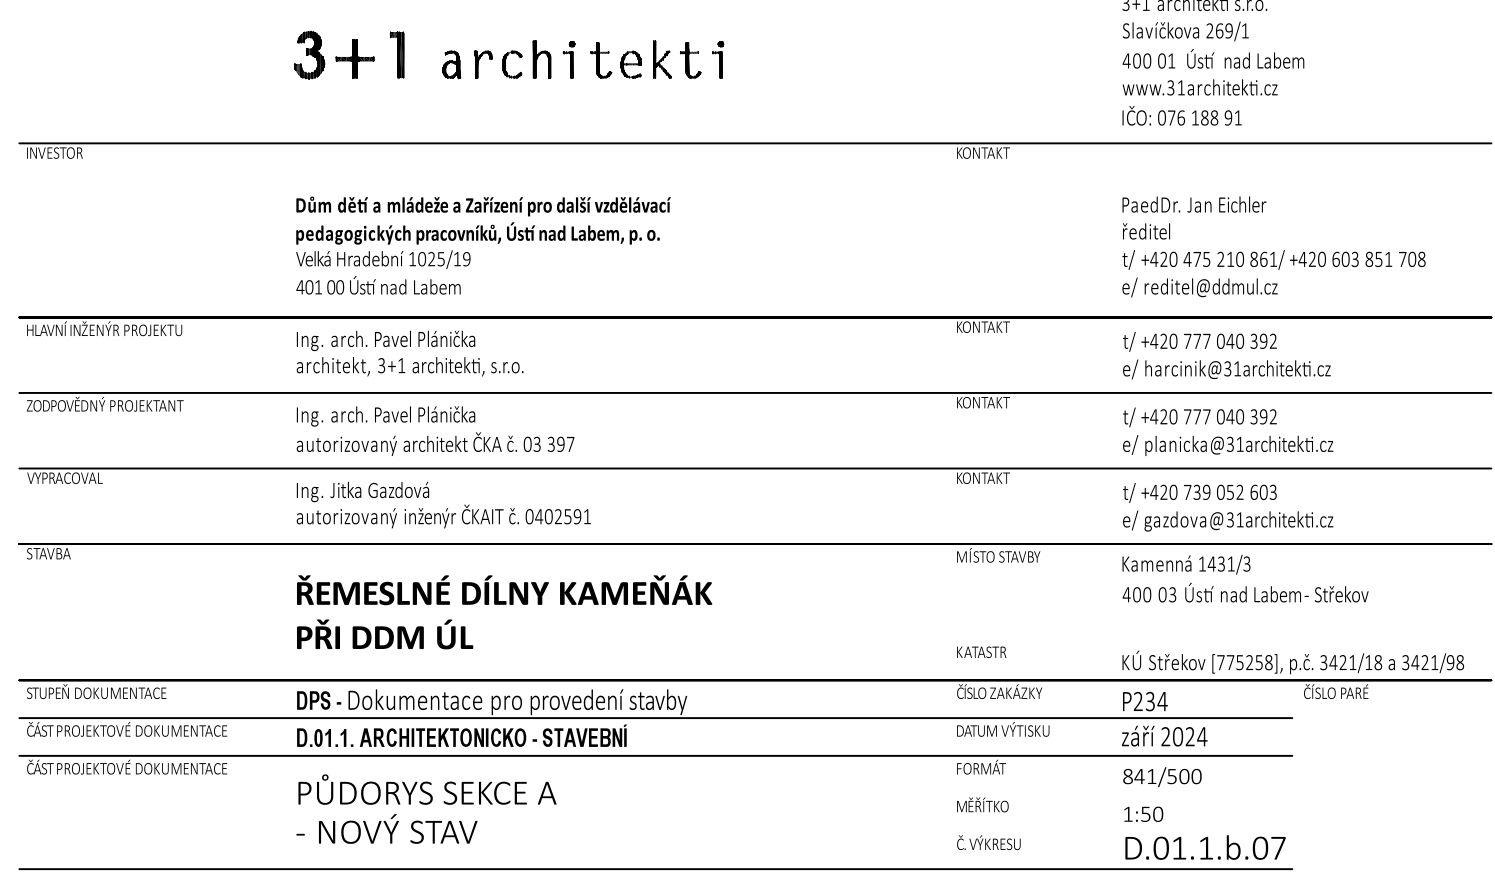 3+1 architekti s.r.o.
3+1 architekti
Slavíčkova 269/1
400 01 Ústí nad Labem
www.31architekti.cz
IČO: 076 188 91
INVESTOR
KONTAKT
Dům dětí a mládeže a Zařízení pro další vzdělávací
pedagogických pracovníků, Ústí nad Labem, p. o.
Velká Hradební 1025/19
401 00 Ústí nad Labem
PaedDr. Jan Eichler
ředitel
t/ +420 475 210 861/ +420 603 851 708
e/ reditel@ddmul.cz
HLAVNÍ INŽENÝR PROJEKTU
Ing. arch. Pavel Plánička
architekt, 3+1 architekti, s.r.o.
KONTAKT
t/ +420 777 040 392
e/ harcinik@31architekti.cz
ZODPOVĚDNÝ PROJEKTANT
Ing. arch. Pavel Plánička
autorizovaný architekt ČKA č. 03 397
KONTAKT
t/ +420 777 040 392
e/ planicka@31architekti.cz
VYPRACOVAL
Ing. Jitka Gazdová
autorizovaný inženýr ČKAIT č. 0402591
KONTAKT
t/ +420 739 052 603
e/ gazdova@31architekti.cz
STAVBA
ŘEMESLNÉ DÍLNY KAMEŇÁK
PŘI DDM ÚL
MÍSTO STAVBY
Kamenná 1431/3
400 03 Ústí nad Labem- Střekov
KATASTR
KÚ Střekov [775258], p.č. 3421/18 a 3421/98
STUPEŇ DOKUMENTACE
DPS - Dokumentace pro provedení stavby
ČÍSLO ZAKÁZKY
P234
ČÍSLO PARÉ
ČÁST PROJEKTOVÉ DOKUMENTACE
D.01.1. ARCHITEKTONICKO - STAVEBNÍ
DATUM VÝTISKU
září 2024
ČÁST PROJEKTOVÉ DOKUMENTACE
PŮDORYS SEKCE A
- NOVÝ STAV
FORMÁT
841/500
MĚŘÍTKO
1:50
Č. VÝKRESU
D.01.1.b.07